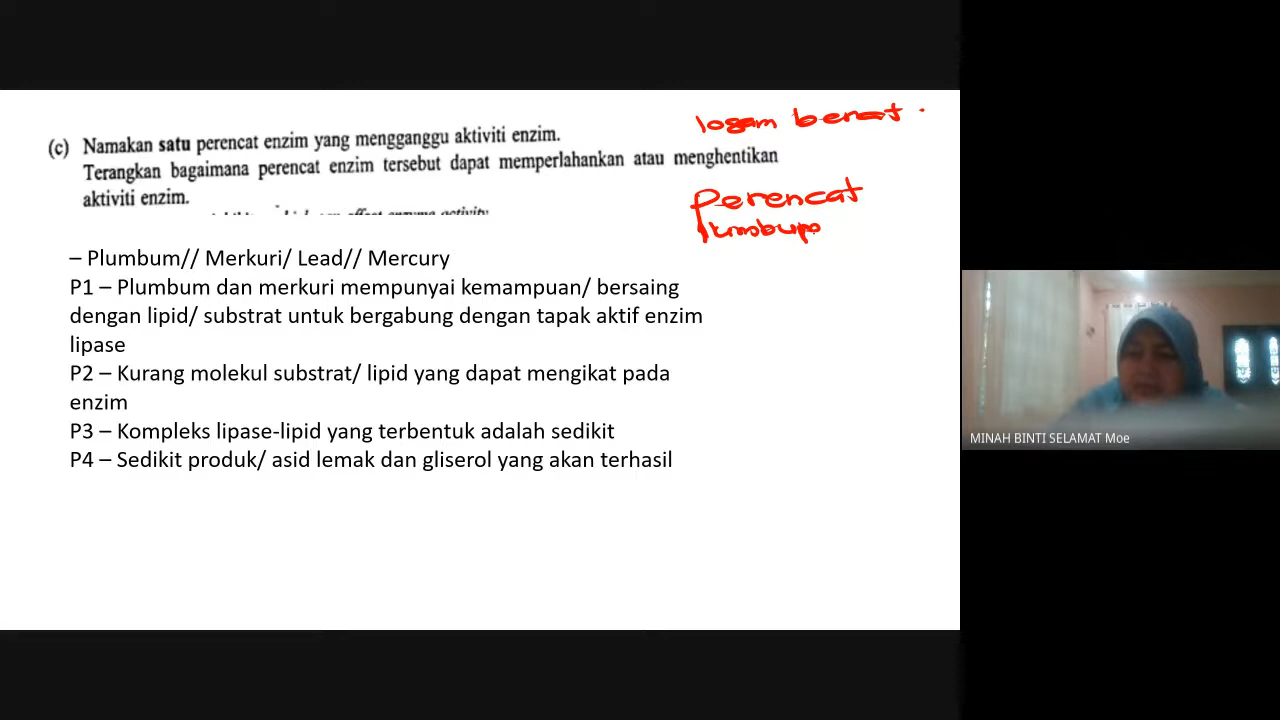 (c) Namakan satu perencat enzim yang mengganggu aktiviti enzim.
Terangkan bagaimana perencat enzim tersebut dapat memperlahankan atau menghentikan
aktiviti enzim.
effect enzyme activity
– Plumbum// Merkuri/ Lead// Mercury
P1 – Plumbum dan merkuri mempunyai kemampuan/ bersaing
dengan lipid/ substrat untuk bergabung dengan tapak aktif enzim
lipase
P2 – Kurang molekul substrat/ lipid yang dapat mengikat pada
enzim
P3 – Kompleks lipase-lipid yang terbentuk adalah sedikit
P4 – Sedikit produk/ asid lemak dan gliserol yang akan terhasil
logam berat
Perencat
MINAH BINTI SELAMAT Moe